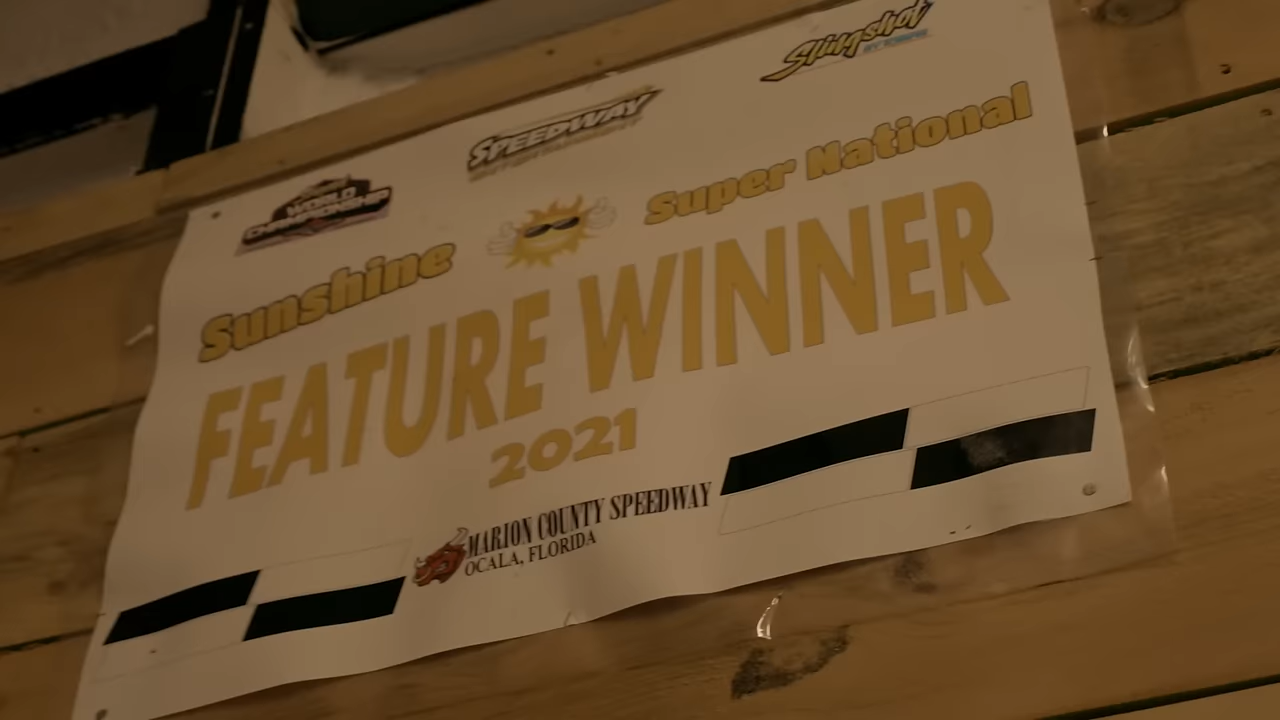 Slingshot
SPEEDWAY
WORLD
CHAMPIONSHIP
Sunshine Super National
FEATURE WINNER
2021
MARION COUNTY SPEEDWAY
OCALA, FLORIDA